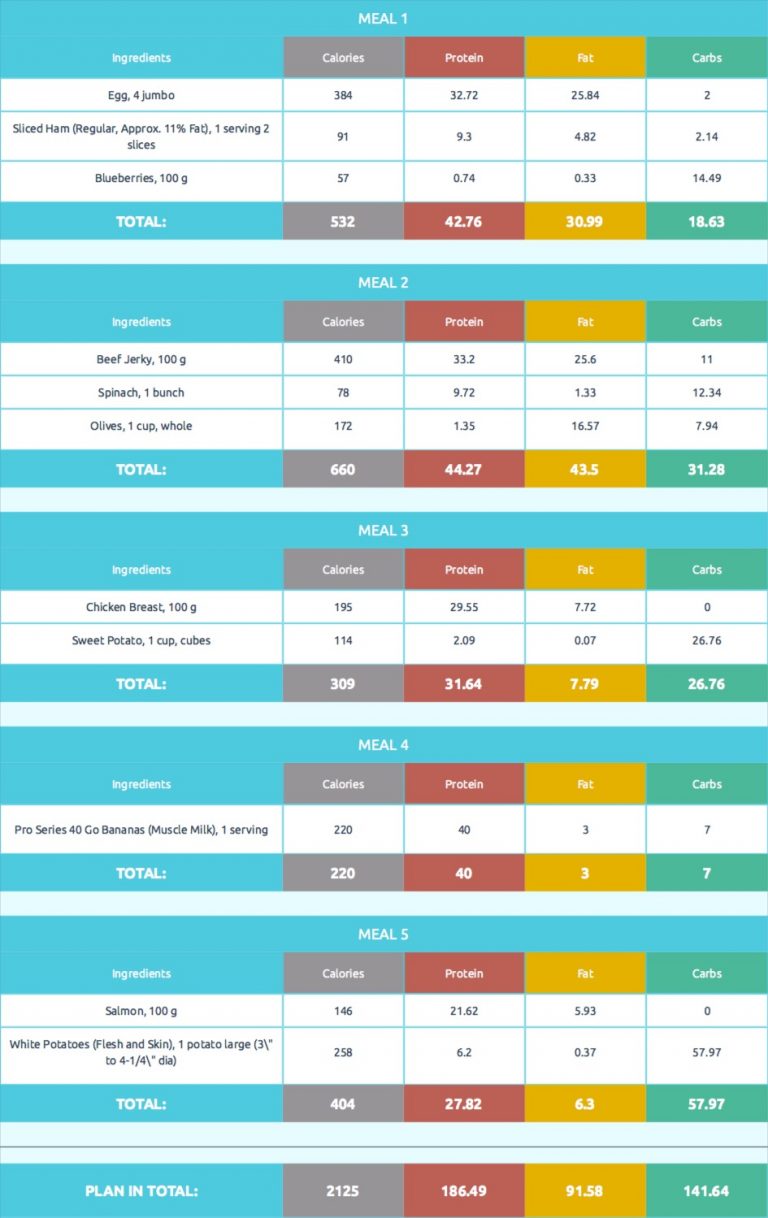 MEAL 1
Ingredients Calories Protein Fat Carbs
Egg, 4 jumbo 384 32.72 25.84 2
Sliced Ham (Regular, Approx. 11% Fat), 1 serving 2
slices 91 9.3 4.82 2.14
Blueberries, 100 g 57 0.74 0.33 14.49
TOTAL: 532 42.76 30.99 18.63
MEAL 2
Ingredients Calories Protein Fat Carbs
Beef Jerky, 100 g 410 33.2 25.6 11
Spinach, 1 bunch 78 9.72 1.33 12.34
Olives, 1 cup, whole 172 1.35 16.57 7.94
TOTAL: 660 44.27 43.5 31.28
MEAL 3
Ingredients Calories Protein Fat Carbs
Chicken Breast, 100 g 195 29.55 7.72 0
Sweet Potato, 1 cup, cubes 114 2.09 0.07 26.76
TOTAL: 309 31.64 7.79 26.76
MEAL 4
Ingredients Calories Protein Fat Carbs
Pro Series 40 Go Bananas (Muscle Milk), 1 serving 220 40 3 7
TOTAL: 220 40 3 7
MEAL 5
Ingredients Calories Protein Fat Carbs
Salmon, 100 g 146 21.62 5.93 0
White Potatoes (Flesh and Skin), 1 potato large (3\"
to 4-1/4\" dia) 258 6.2 0.37 57.97
TOTAL: 404 27.82 6.3 57.97
PLAN IN TOTAL: 2125 186.49 91.58 141.64